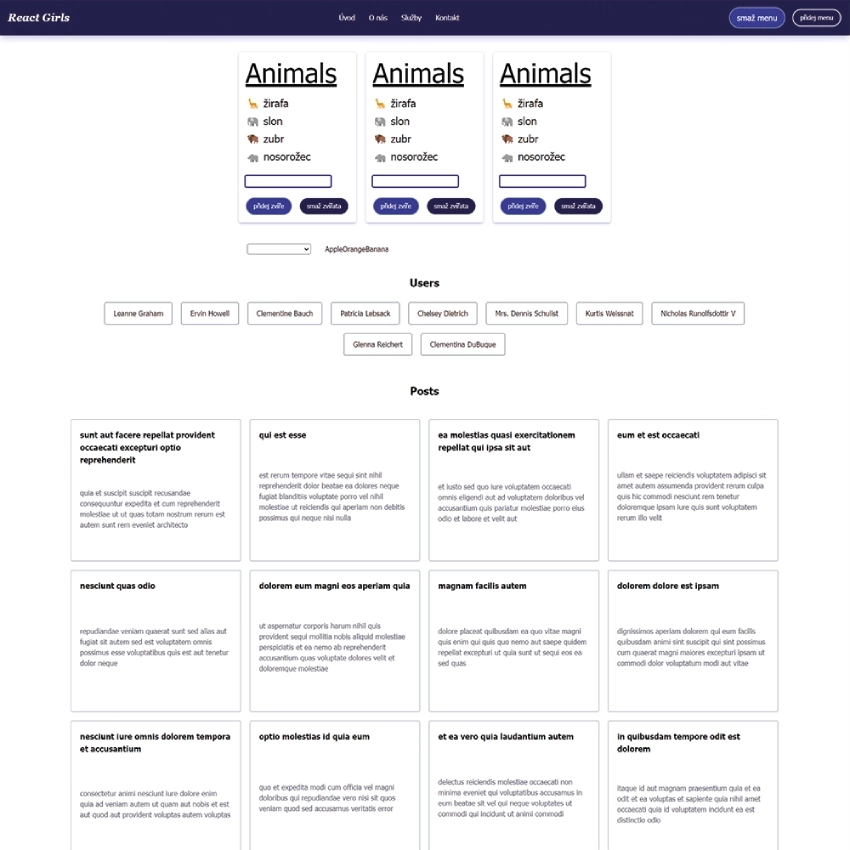 React Girls
Úvod O nás Služby Kontakt
smaž menu přidej menu
Animals
žirafa
slon
zubr
nosorožec
přidej zvíře smaž zvířata
Animals
žirafa
slon
zubr
nosorožec
přidej zvíře smaž zvířata
Animals
žirafa
slon
zubr
nosorožec
přidej zvíře smaž zvířata
AppleOrangeBanana
Users
Leanne Graham Ervin Howell Clementine Bauch Patricia Lebsack Chelsey Dietrich Mrs. Dennis Schulist Kurtis Weissnat Nicholas Runolfsdottir V
Glenna Reichert Clementina DuBuque
Posts
sunt aut facere repellat provident
occaecati excepturi optio
reprehenderit
quia et suscipit suscipit recusandae
consequuntur expedita et cum reprehenderit
molestiae ut ut quas totam nostrum rerum est
autem sunt rem eveniet architecto
qui est esse
est rerum tempore vitae sequi sint nihil
reprehenderit dolor beatae ea dolores neque
fugiat blanditiis voluptate porro vel nihil
molestiae ut reiciendis qui aperiam non debitis
possimus qui neque nisi nulla
ea molestias quasi exercitationem
repellat qui ipsa sit aut
et iusto sed quo iure voluptatem occaecati
omnis eligendi aut ad voluptatem doloribus vel
accusantium quis pariatur molestiae porro eius
odio et labore et velit aut
eum et est occaecati
ullam et saepe reiciendis voluptatem adipisci sit
amet autem assumenda provident rerum culpa
quis hic commodi nesciunt rem tenetur
doloremque ipsam iure quis sunt voluptatem
rerum illo velit
nesciunt quas odio
repudiandae veniam quaerat sunt sed alias aut
fugiat sit autem sed est voluptatem omnis
possimus esse voluptatibus quis est aut tenetur
dolor neque
dolorem eum magni eos aperiam quia
ut aspernatur corporis harum nihil quis
provident sequi mollitia nobis aliquid molestiae
perspiciatis et ea nemo ab reprehenderit
accusantium quas voluptate dolores velit et
doloremque molestiae
magnam facilis autem
dolore placeat quibusdam ea quo vitae magni
quis enim qui quis quo nemo aut saepe quidem
repellat excepturi ut quia sunt ut sequi eos ea
sed quas
dolorem dolore est ipsam
dignissimos aperiam dolorem qui eum facilis
quibusdam animi sint suscipit qui sint possimus
cum quaerat magni maiores excepturi ipsam ut
commodi dolor voluptatum modi aut vitae
nesciunt iure omnis dolorem tempora
et accusantium
consectetur animi nesciunt iure dolore enim
quia ad veniam autem ut quam aut nobis et est
aut quod aut provident voluptas autem voluptas
optio molestias id quia eum
quo et expedita modi cum officia vel magni
doloribus qui repudiandae vero nisi sit quos
veniam quod sed accusamus veritatis error
et ea vero quia laudantium autem
delectus reiciendis molestiae occaecati non
minima eveniet qui voluptatibus accusamus in
eum beatae sit vel qui neque voluptates ut
commodi qui incidunt ut animi commodi
in quibusdam tempore odit est
dolorem
itaque id aut magnam praesentium quia et ea
odit et ea voluptas et sapiente quia nihil amet
occaecati quia id voluptatem incidunt ea est
distinctio odio